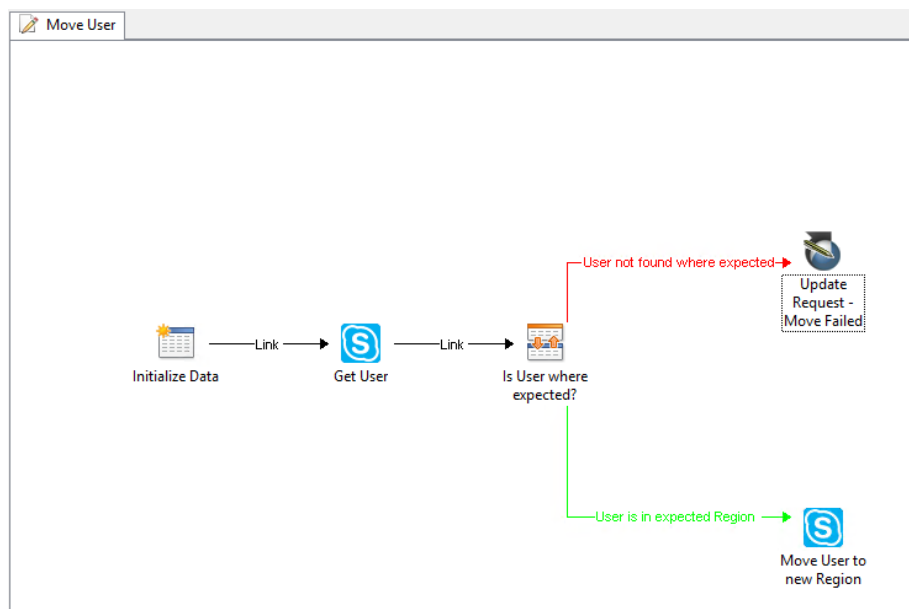 Move User
User not found where expected
Update
Request -
Move Failed
Link
Link
Initialize Data
Get User
Is User where
expected?
User is in expected Region
Move User to
new Region